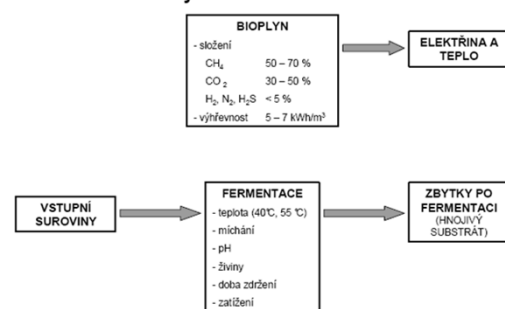 BIOPLYN
- složení
CH₄ 50 – 70 %
CO₂ 30 – 50 %
H₂, N₂, H₂S < 5 %
- výhřevnost 5 – 7 kWh/m³
ELEKTŘINA A
TEPLO
VSTUPNÍ
SUROVINY
FERMENTACE
- teplota (40℃, 55 ℃)
- míchání
- pH
- živiny
- doba zdržení
- zatížení
ZBYTKY PO
FERMENTACI
(HNOJIVÝ
SUBSTRÁT)